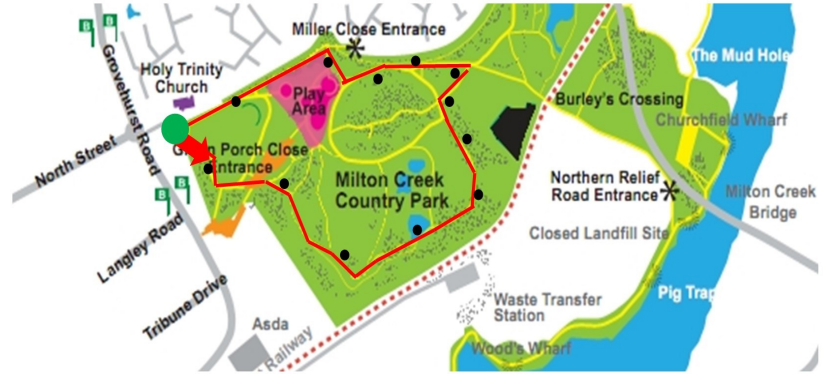 B B
Miller Close Entrance
The Mud Hole
Holy Trinity
Church
Grovehurst Road
Play
Area
Burley's Crossing
Churchfield Wharf
North Street
Porch Close
Entrance
B B
Milton Creek
Country Park
Northern Relief
Road Entrance
Milton Creek
Bridge
Langley Road
Closed Landfill Site
Tribune Drive
Pig Trap
Waste Transfer
Station
Asda
Railway
Wood's Wharf